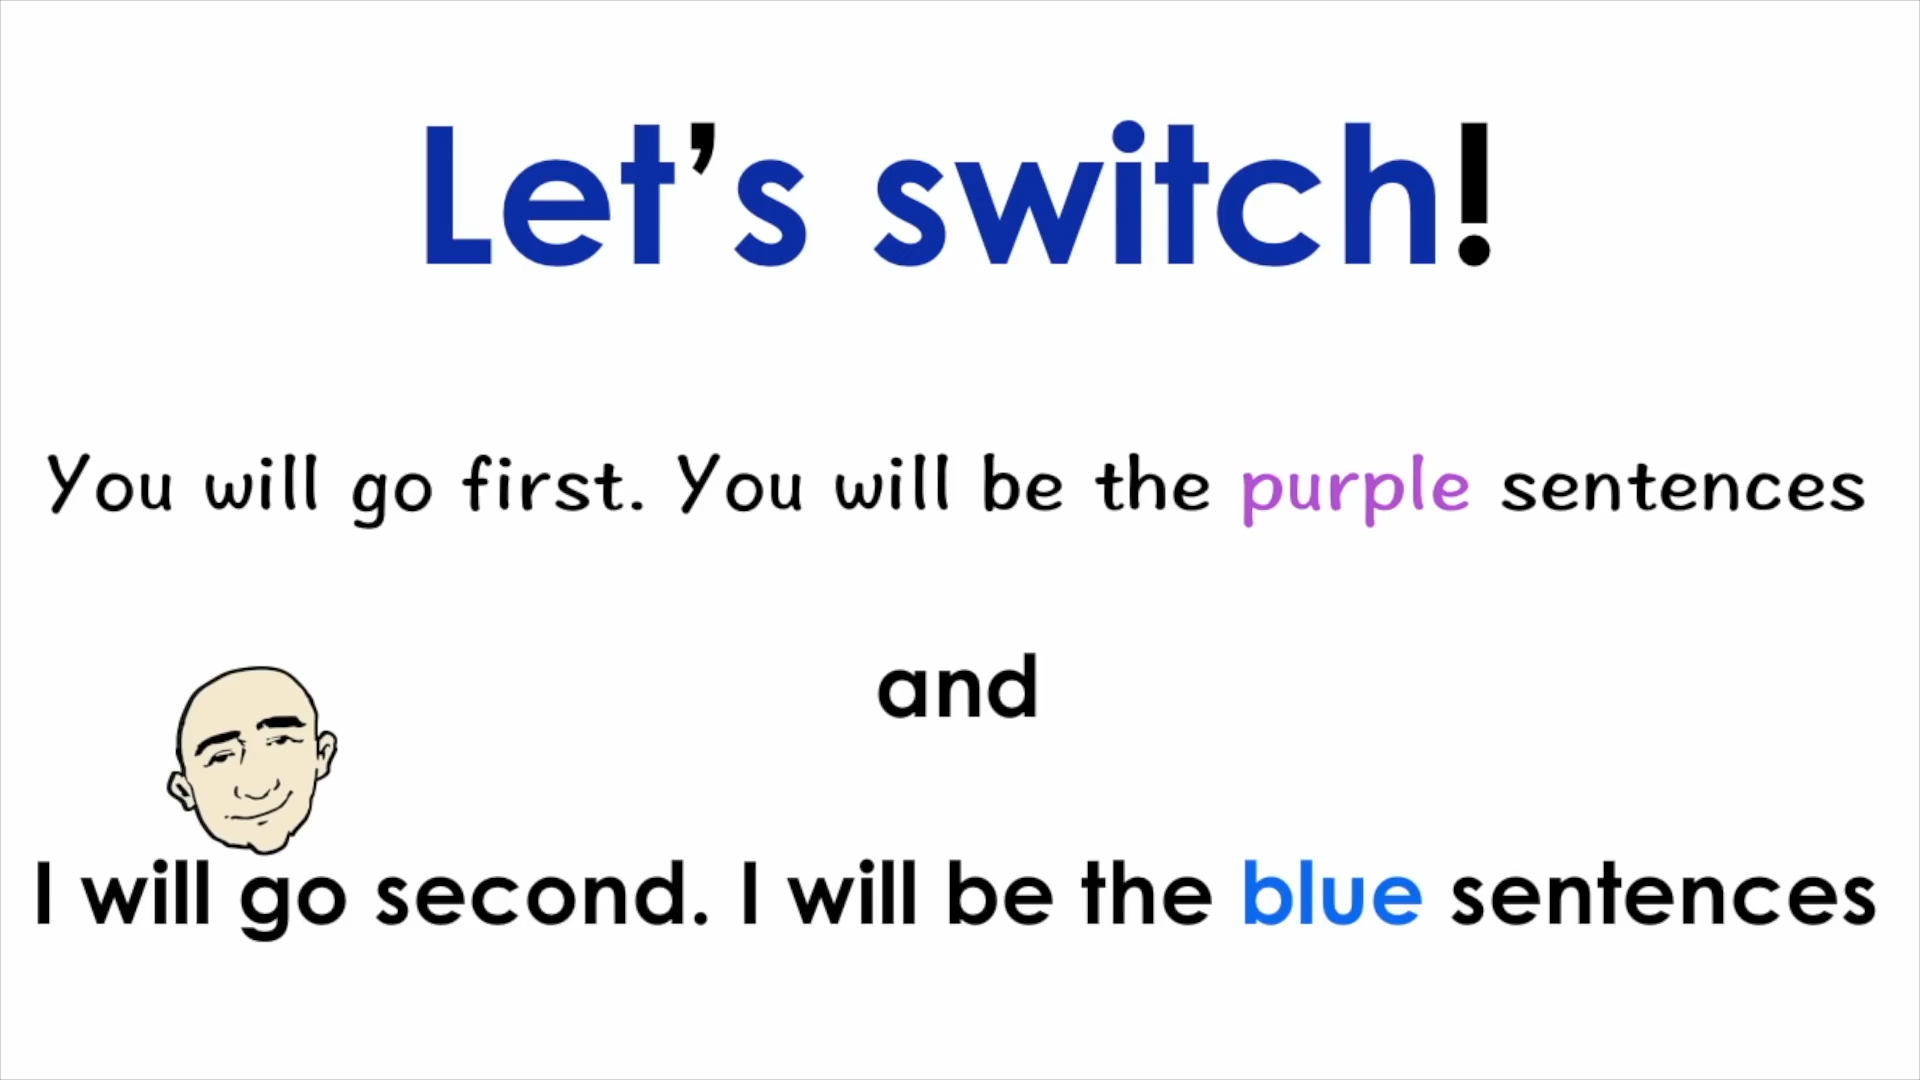 Let’s switch!
You will go first. You will be the purple sentences
and
I will go second. I will be the blue sentences